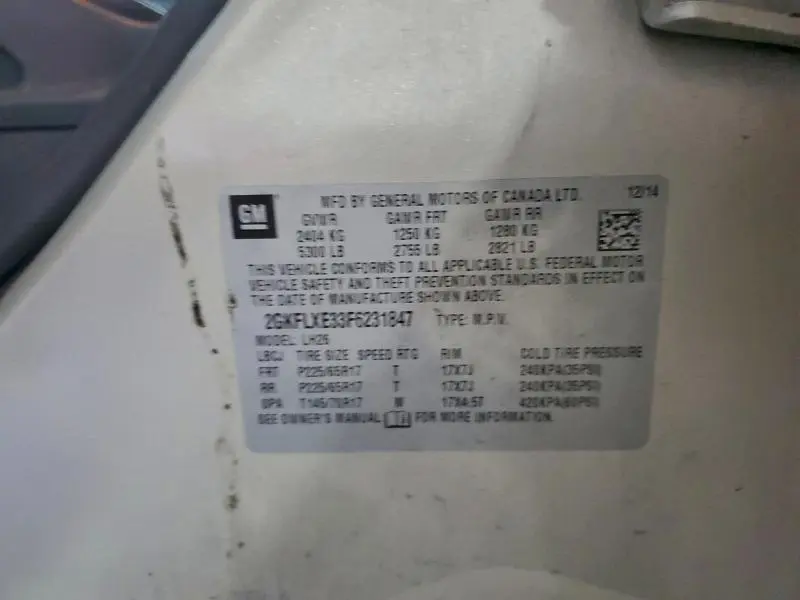 GM
MFD BY GENERAL MOTORS OF CANADA LTD. 12/14
GVWR GAWR FRT GAWR RR
2404 KG 1250 KG 1280 KG
5300 LB 2755 LB 2821 LB
THIS VEHICLE CONFORMS TO ALL APPLICABLE U.S. FEDERAL MOTOR
VEHICLE SAFETY AND THEFT PREVENTION STANDARDS IN EFFECT ON
THE DATE OF MANUFACTURE SHOWN ABOVE.
2GKFLXE33F6231847 TYPE: M.P.V.
MODEL: LH26
TIRE SIZE SPEED RTG RIM COLD TIRE PRESSURE
FRT P225/65R17 T 17X7J 240KPA(35PSI)
RR P225/65R17 T 17X7J 240KPA(35PSI)
SPA T145/70R17 M 17X4.5T 420KPA(60PSI)
SEE OWNER'S MANUAL FOR MORE INFORMATION.